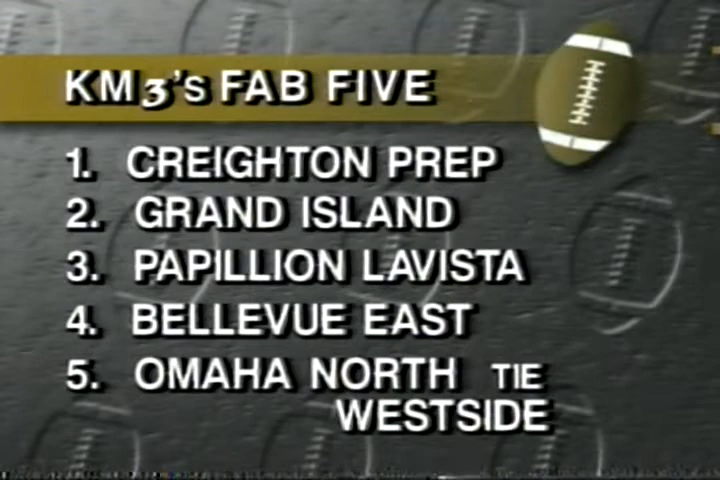 KM3's FAB FIVE
1. CREIGHTON PREP
2. GRAND ISLAND
3. PAPILLION LAVISTA
4. BELLEVUE EAST
5. OMAHA NORTH TIE
WESTSIDE